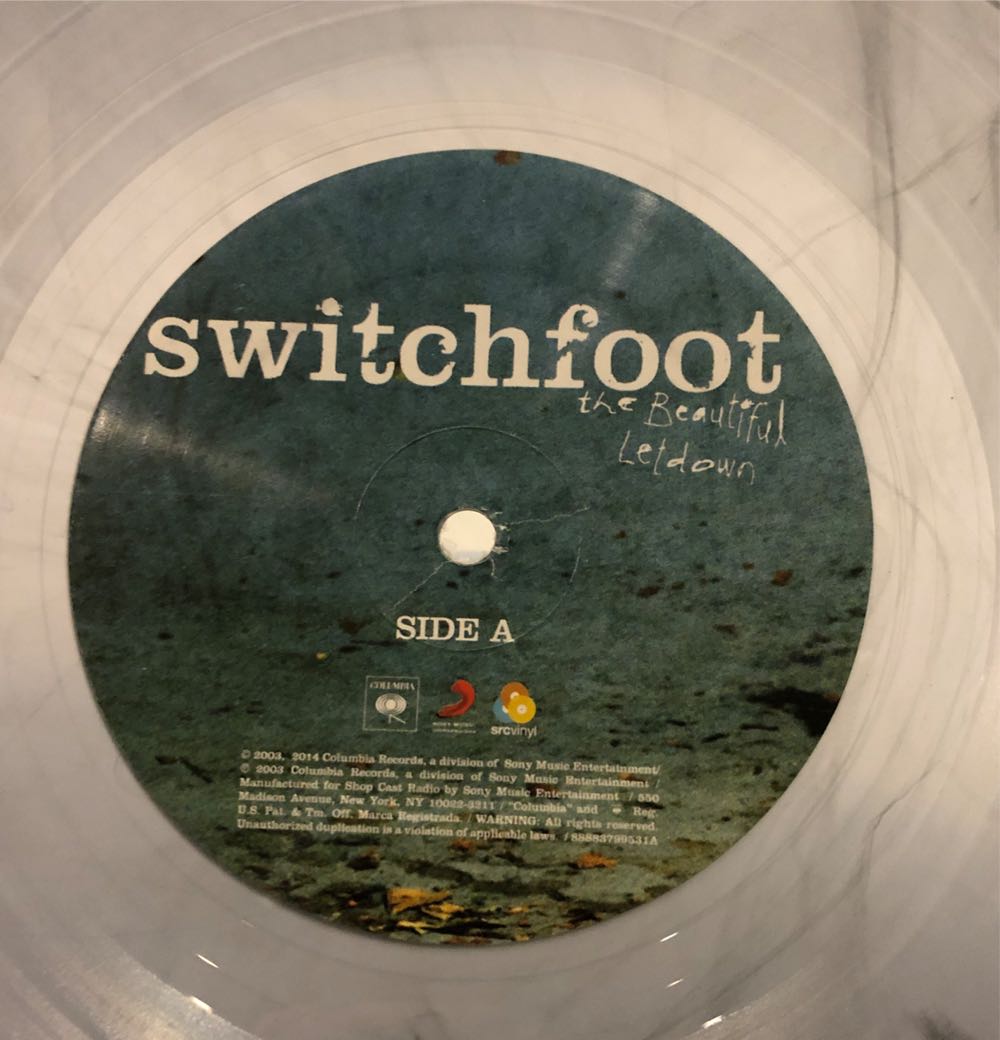 switchfoot
the Beautiful
Letdown
SIDE A
COLUMBIA
SONY MUSIC
srcvinyl
© 2003, 2014 Columbia Records, a division of Sony Music Entertainment/
℗ 2003 Columbia Records, a division of Sony Music Entertainment /
Manufactured for Shop Cast Radio by Sony Music Entertainment / 550
Madison Avenue, New York, NY 10022-3211 / "Columbia" and Reg.
U.S. Pat. & Tm. Off. Marca Registrada. / WARNING: All rights reserved.
Unauthorized duplication is a violation of applicable laws. / 88883799531A